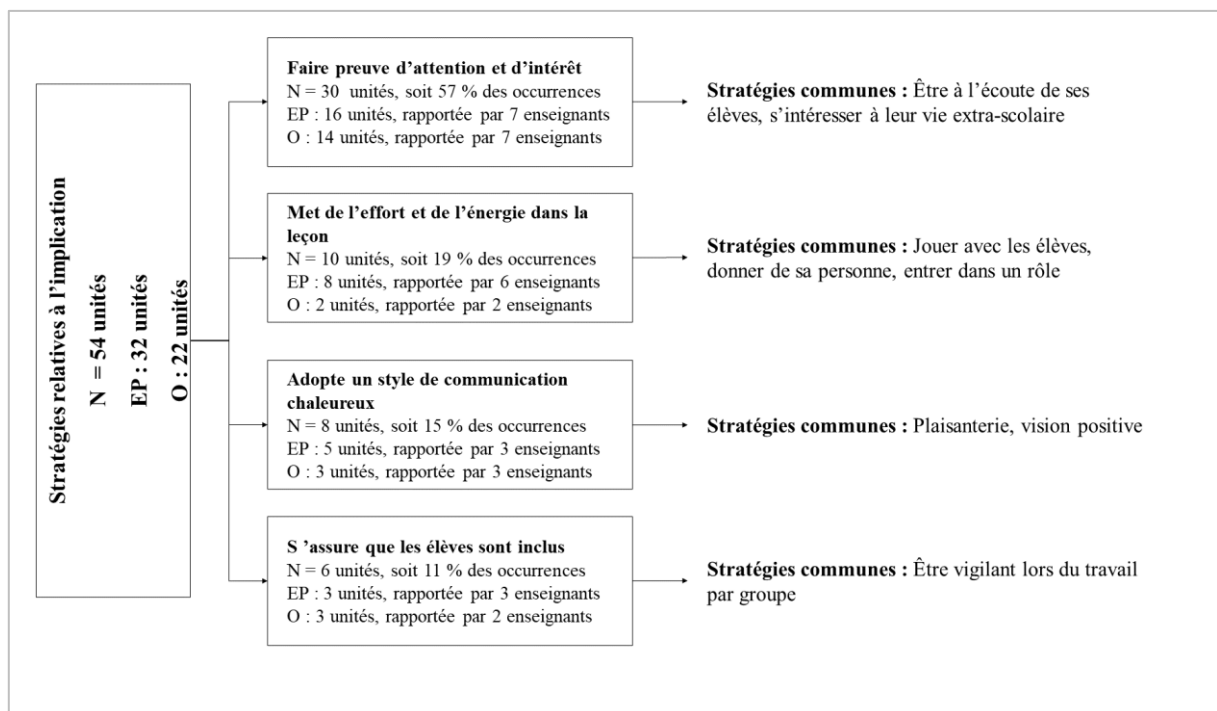 Stratégies relatives à l’implication
N = 54 unités
EP : 32 unités
O : 22 unités
Faire preuve d’attention et d’intérêt
N = 30 unités, soit 57 % des occurrences
EP : 16 unités, rapportée par 7 enseignants
O : 14 unités, rapportée par 7 enseignants
Stratégies communes : Être à l’écoute de ses
élèves, s’intéresser à leur vie extra-scolaire
Met de l’effort et de l’énergie dans la
leçon
N = 10 unités, soit 19 % des occurrences
EP : 8 unités, rapportée par 6 enseignants
O : 2 unités, rapportée par 2 enseignants
Stratégies communes : Jouer avec les élèves,
donner de sa personne, entrer dans un rôle
Adopte un style de communication
chaleureux
N = 8 unités, soit 15 % des occurrences
EP : 5 unités, rapportée par 3 enseignants
O : 3 unités, rapportée par 3 enseignants
Stratégies communes : Plaisanterie, vision positive
S ’assure que les élèves sont inclus
N = 6 unités, soit 11 % des occurrences
EP : 3 unités, rapportée par 3 enseignants
O : 3 unités, rapportée par 2 enseignants
Stratégies communes : Être vigilant lors du travail
par groupe